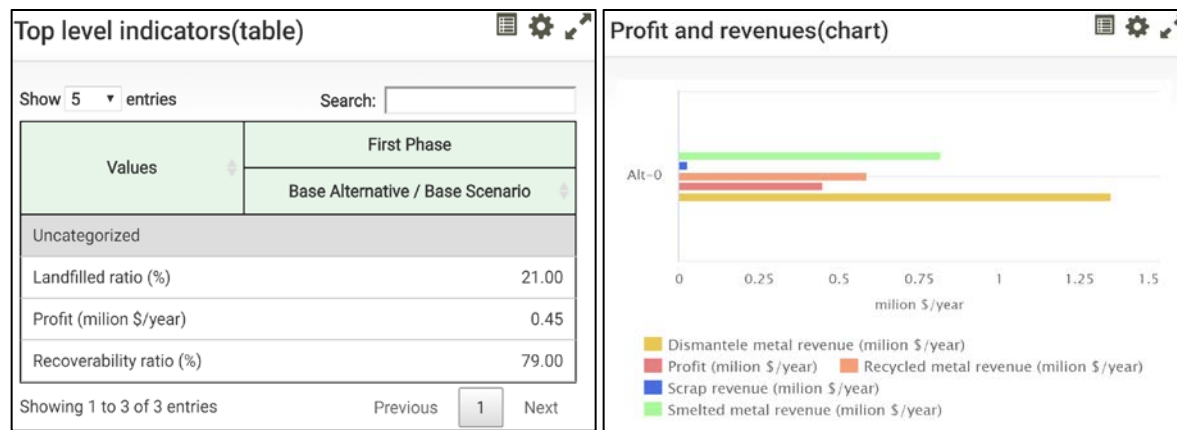 Top level indicators(table)
Show 5 entries Search:
Values
First Phase
Base Alternative / Base Scenario
Uncategorized
Landfilled ratio (%) 21.00
Profit (milion $/year) 0.45
Recoverability ratio (%) 79.00
Showing 1 to 3 of 3 entries Previous 1 Next
Profit and revenues(chart)
Alt-0
0 0.25 0.5 0.75 1 1.25 1.5
milion $/year
Dismantele metal revenue (milion $/year)
Profit (milion $/year) Recycled metal revenue (milion $/year)
Scrap revenue (milion $/year)
Smelted metal revenue (milion $/year)